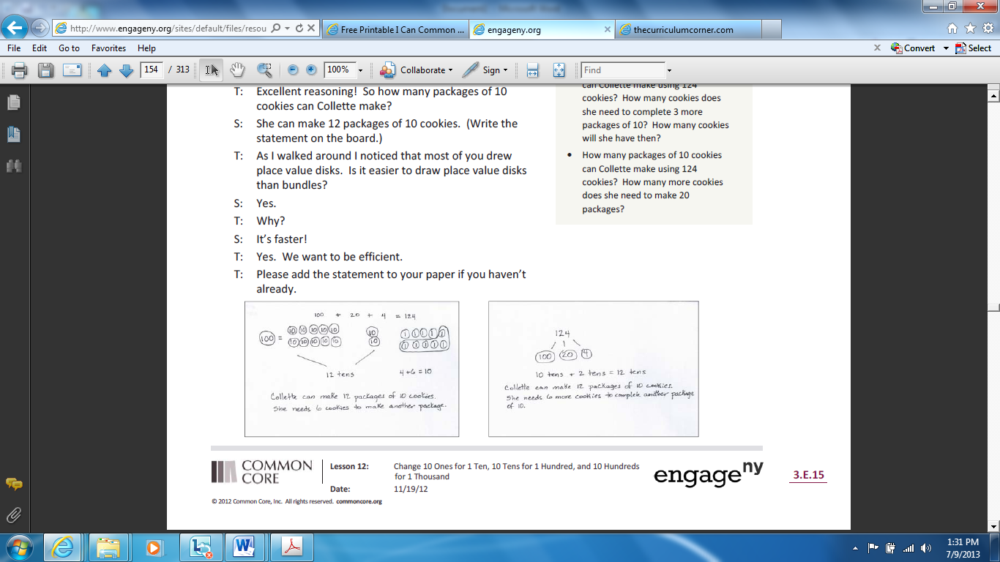 Document1 - Microsoft Word
http://www.engageny.org/sites/default/files/resou
Free Printable I Can Common ...
engageny.org
thecurriculumcorner.com
File Edit Go to Favorites Help
Convert Select
154 / 313
100%
Collaborate
Sign
Find
T: Excellent reasoning! So how many packages of 10
cookies can Collette make?
S: She can make 12 packages of 10 cookies. (Write the
statement on the board.)
T: As I walked around I noticed that most of you drew
place value disks. Is it easier to draw place value disks
than bundles?
S: Yes.
T: Why?
S: It's faster!
T: Yes. We want to be efficient.
T: Please add the statement to your paper if you haven't
already.
can Collette make using 124
cookies? How many cookies does
she need to complete 3 more
packages of 10? How many cookies
will she have then?
• How many packages of 10 cookies
can Collette make using 124
cookies? How many more cookies
does she need to make 20
packages?
100 + 20 + 4 = 124
100 = 10 10 10 10 10 10 1 1 1 1 1
10 10 10 10 10 10 1 1 1 1 1
12 tens 4+6=10
Collette can make 12 packages of 10 cookies.
She needs 6 cookies to make another package.
124
100 20 4
10 tens + 2 tens = 12 tens
Collette can make 12 packages of 10 cookies.
She needs 6 more cookies to complete another package
of 10.
COMMON
CORE
Lesson 12: Change 10 Ones for 1 Ten, 10 Tens for 1 Hundred, and 10 Hundreds
for 1 Thousand
Date: 11/19/12
engage ny
3.E.15
© 2012 Common Core, Inc. All rights reserved. commoncore.org
1:31 PM
7/9/2013